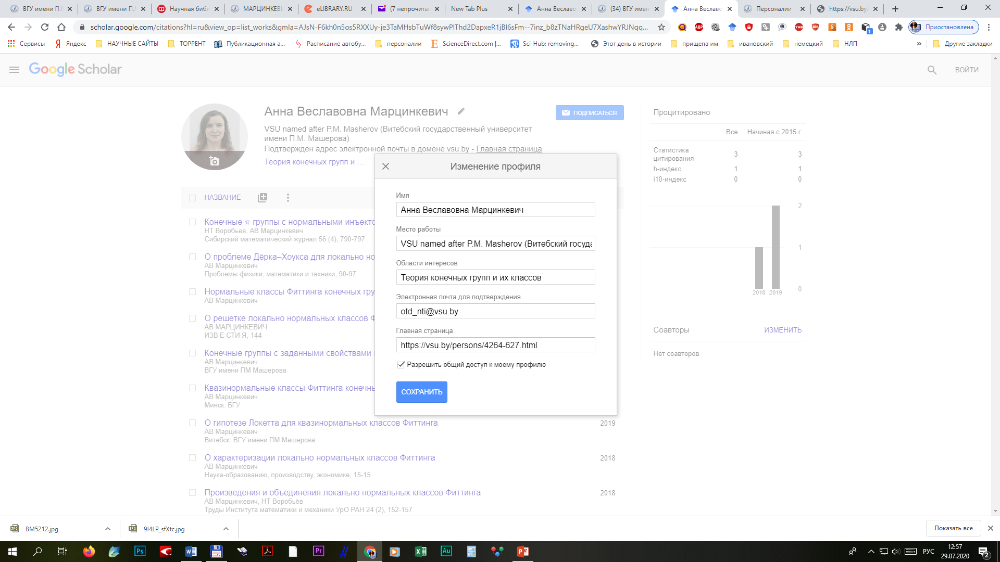 ВГУ имени П.М
ВГУ имени П.М
Научная библ
МАРЦИНКЕВИ
eLIBRARY.RU -
(7 непрочитан
New Tab Plus
Анна Веславо
(34) ВГУ имен
Анна Веславо
Персоналии -
https://vsu.by/
scholar.google.com/citations?hl=ru&view_op=list_works&gmla=AJsN-F6kh0n5os5RXXUy-je3TaMHsbTuWf8sywPIThd2DapxeR1jBl6sFm--7inz_b8zTNaHRgeU7XashwYRJNqq...
Приостановлена
Сервисы
Яндекс
НАУЧНЫЕ САЙТЫ
ТОРРЕНТ
Публикационная а...
Расписание автобу...
персоналии
ScienceDirect.com |...
Sci-Hub: removing...
Этот день в истории
прищепа им
ивановский
немецкий
НЛП
»
Другие закладки
Google Scholar
ВОЙТИ
Анна Веславовна Марцинкевич
VSU named after P.M. Masherov (Витебский государственный университет
имени П.М. Машерова)
Подтвержден адрес электронной почты в домене vsu.by - Главная страница
Теория конечных групп и ...
ПОДПИСАТЬСЯ
Процитировано
Все Начиная с 2015 г.
Статистика
цитирования 3 3
h-индекс 1 1
i10-индекс 0 0
2
1
0
2018 2019
Соавторы ИЗМЕНИТЬ
Нет соавторов
НАЗВАНИЕ
Конечные π-группы с нормальными инъекто
НТ Воробьев, АВ Марцинкевич
Сибирский математический журнал 56 (4), 790-797
О проблеме Дёрка–Хоукса для локально но
АВ Марцинкевич
Проблемы физики, математики и техники, 90-97
Нормальные классы Фиттинга конечных гру
АВ Марцинкевич
О решетке локально нормальных классов Ф
АВ МАРЦИНКЕВИЧ
ИЗВ Е СТИ Я, 144
Конечные группы с заданными свойствами
АВ Марцинкевич
ВГУ имени ПМ Машерова
Квазинормальные классы Фиттинга конечнь
АВ Марцинкевич
Минск: БГУ
О гипотезе Локетта для квазинормальных классов Фиттинга 2019
АВ Марцинкевич
Витебск: ВГУ имени ПМ Машерова
О характеризации локально нормальных классов Фиттинга 2018
АВ Марцинкевич
Наука-образованию, производству, экономике, 15-15
Произведения и объединения локально нормальных классов Фиттинга 2018
АВ Марцинкевич, НТ Воробьёв
Труды Института математики и механики УрО РАН 24 (2), 152-157
Изменение профиля
Имя
Анна Веславовна Марцинкевич
Место работы
VSU named after P.M. Masherov (Витебский госуда
Области интересов
Теория конечных групп и их классов
Электронная почта для подтверждения
otd_nti@vsu.by
Главная страница
https://vsu.by/persons/4264-627.html
Разрешить общий доступ к моему профилю
СОХРАНИТЬ
BM5212.jpg
9I4LP_sfXtc.jpg
Показать все
РУС
12:57
29.07.2020
2